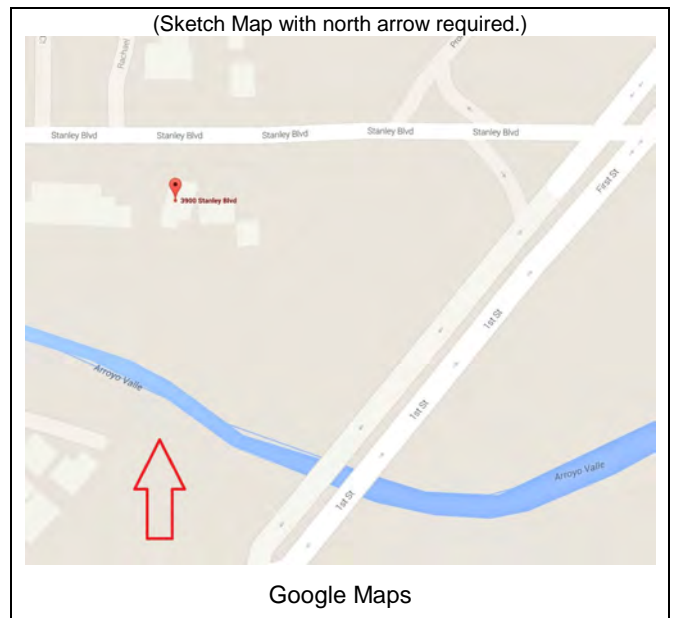 (Sketch Map with north arrow required.)
Rachael
Stanley Blvd Stanley Blvd Stanley Blvd Stanley Blvd Stanley Blvd
3900 Stanley Blvd
First St
1st St
Arroyo Valle
1st St
Arroyo Valle
1st St
Google Maps